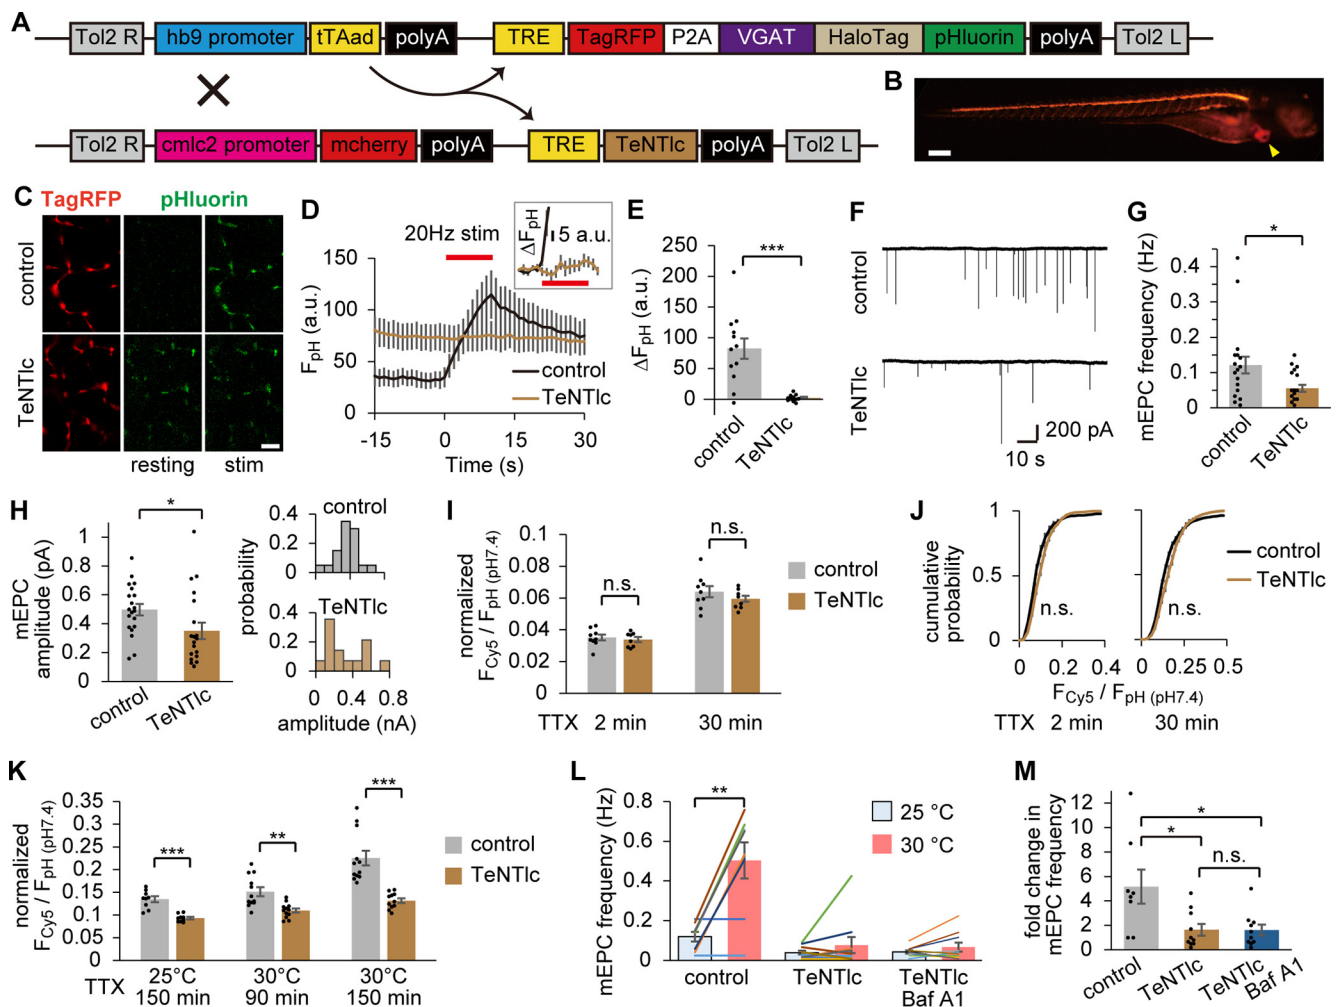 A
Tol2 R hb9 promoter tTAad polyA TRE TagRFP P2A VGAT HaloTag pHluorin polyA Tol2 L
Tol2 R cmlc2 promoter mcherry polyA TRE TeNTlc polyA Tol2 L
B
C
TagRFP pHluorin
control
TeNTlc
resting stim
D
20Hz stim
ΔFpH
5 a.u.
FpH (a.u.)
150
100
50
0
control
TeNTlc
-15 0 15 30
Time (s)
E
***
ΔFpH (a.u.)
250
200
150
100
50
0
control TeNTlc
F
control
TeNTlc
200 pA
10 s
G
*
mEPC frequency (Hz)
0.4
0.3
0.2
0.1
0
control TeNTlc
H
*
mEPC
amplitude (pA)
1
0.8
0.6
0.4
0.2
0
control TeNTlc
control
probability
0.4
0.2
0
TeNTlc
0.4
0.2
0
0 0.4 0.8
amplitude (nA)
I
normalized
FCy5 / FpH (pH7.4)
0.1
0.08
0.06
0.04
0.02
0
n.s.
n.s.
control
TeNTlc
TTX 2 min 30 min
J
cumulative
probability
1
0.5
0
n.s.
n.s.
control
TeNTlc
0 0.2 0.4
0 0.25 0.5
FCy5 / FpH (pH7.4)
TTX 2 min 30 min
K
normalized
FCy5 / FpH (pH7.4)
0.35
0.3
0.25
0.2
0.15
0.1
0.05
0
***
**
***
control
TeNTlc
TTX 25°C 30°C 30°C
150 min 90 min 150 min
L
mEPC frequency (Hz)
0.8
0.6
0.4
0.2
0
**
25 °C
30 °C
control TeNTlc TeNTlc
Baf A1
M
fold change in
mEPC frequency
12
10
8
6
4
2
0
*
*
n.s.
control TeNTlc TeNTlc
Baf A1